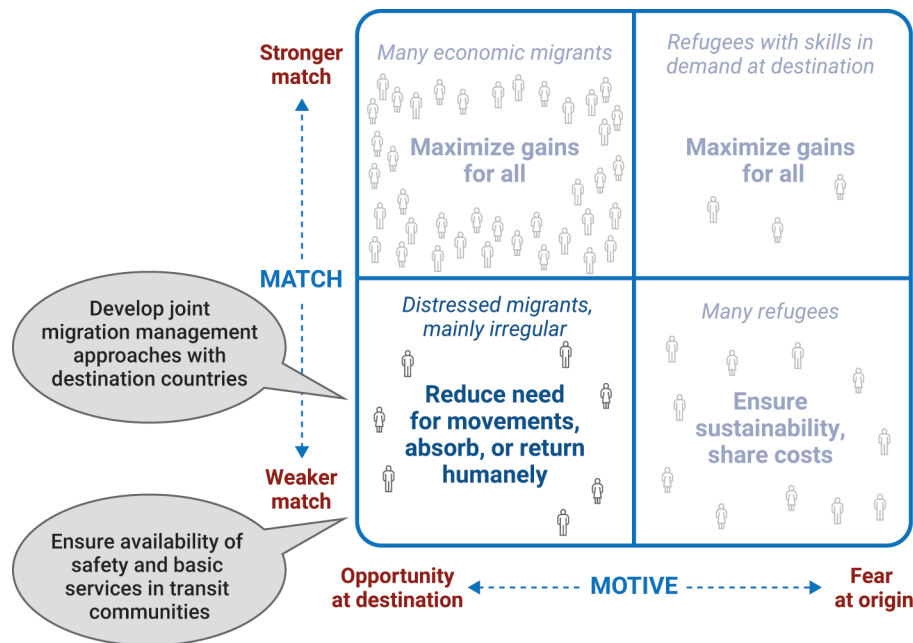 Stronger
match
Many economic migrants
Maximize gains
for all
Refugees with skills in
demand at destination
Maximize gains
for all
MATCH
Develop joint
migration management
approaches with
destination countries
Distressed migrants,
mainly irregular
Reduce need
for movements,
absorb, or return
humanely
Many refugees
Ensure
sustainability,
share costs
Weaker
match
Ensure availability of
safety and basic
services in transit
communities
Opportunity
at destination
MOTIVE
Fear
at origin